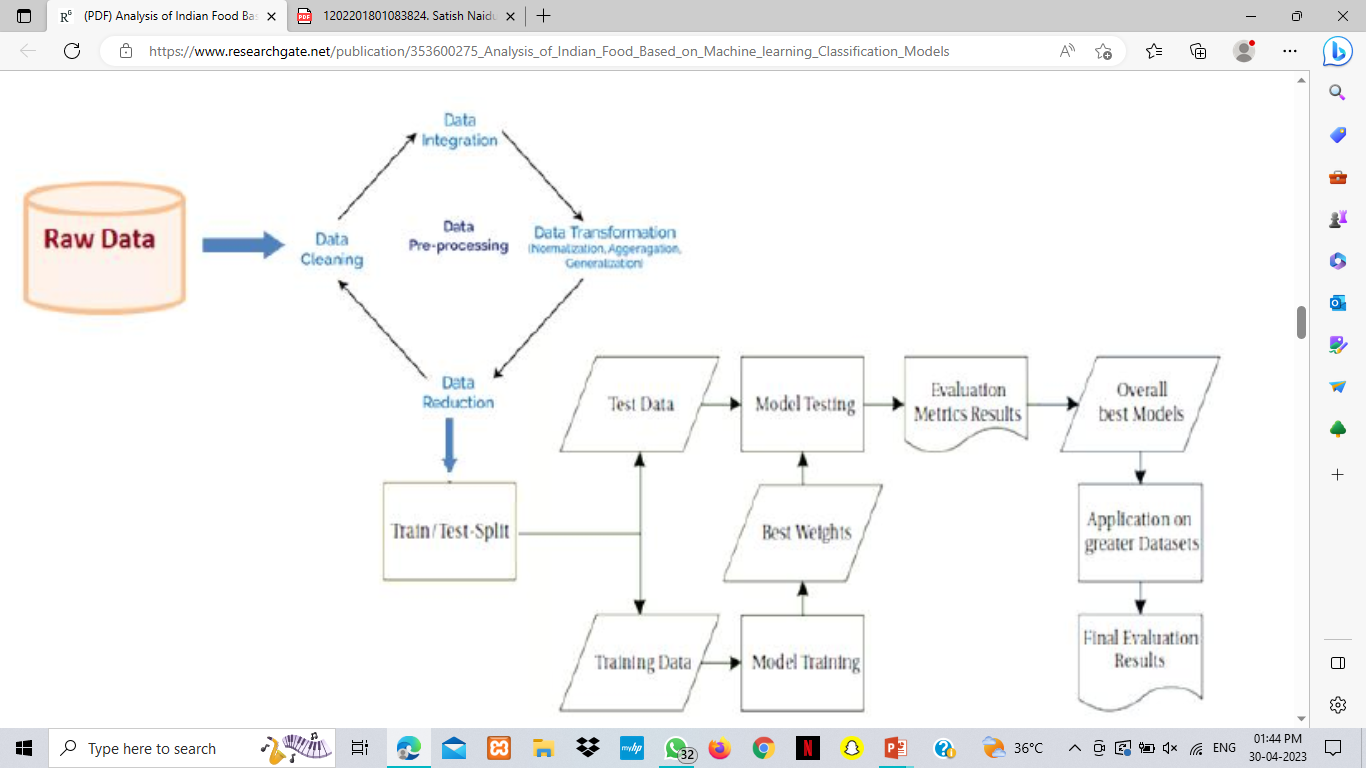 (PDF) Analysis of Indian Food Ba
1202201801083824. Satish Naidu
https://www.researchgate.net/publication/353600275_Analysis_of_Indian_Food_Based_on_Machine_learning_Classification_Models
Data
Integration
Raw Data
Data
Cleaning
Data
Pre-processing
Data Transformation
(Normalization, Aggeragation,
Generalization)
Data
Reduction
Test Data
Model Testing
Evaluation
Metrics Results
Overall
best Models
Train/Test-Split
Best Weights
Application on
greater Datasets
Training Data
Model Training
Final Evaluation
Results
Type here to search
myhp
32
36°C
ENG
01:44 PM
30-04-2023